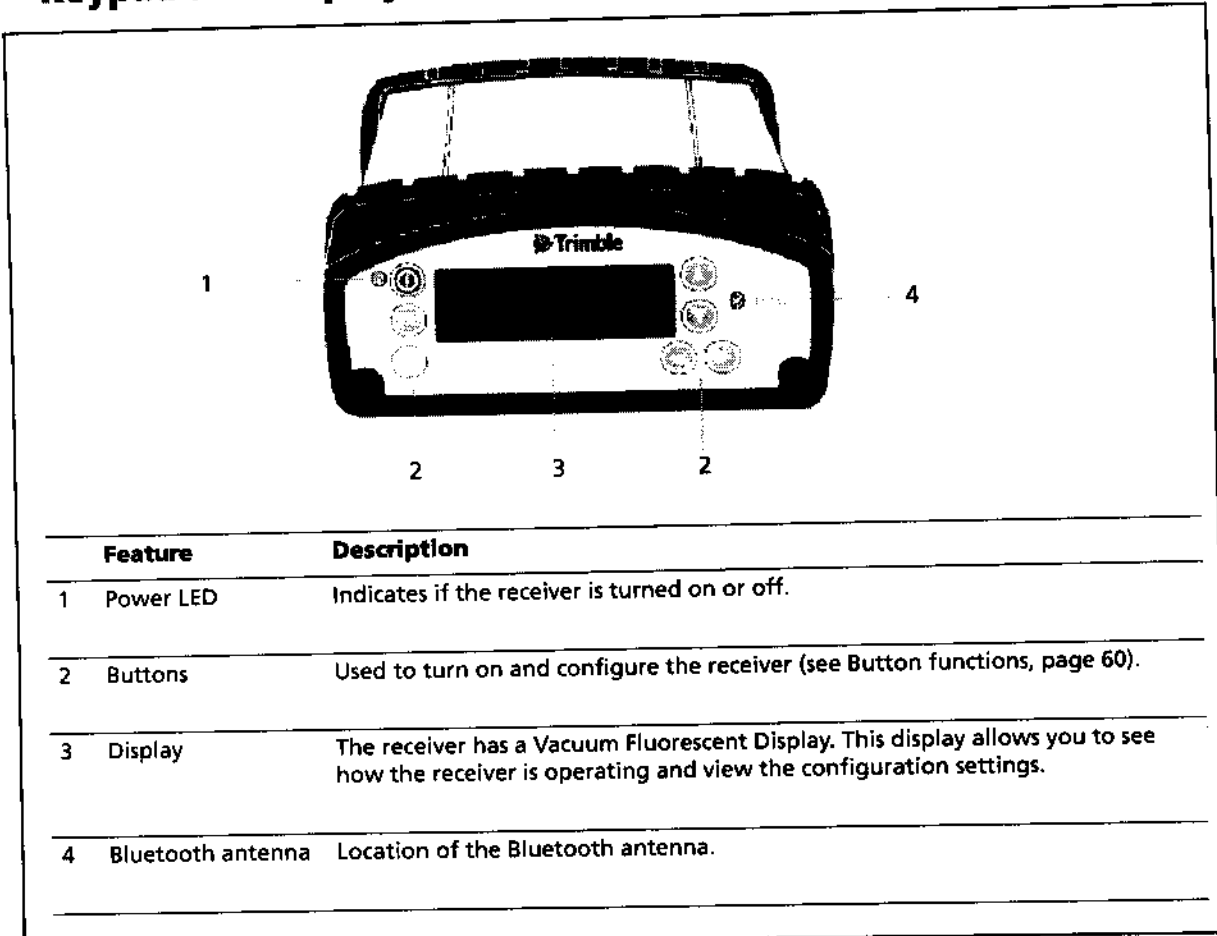 Trimble
1
4
2
3
2
Feature Description
1 Power LED Indicates if the receiver is turned on or off.
2 Buttons Used to turn on and configure the receiver (see Button functions, page 60).
3 Display The receiver has a Vacuum Fluorescent Display. This display allows you to see
how the receiver is operating and view the configuration settings.
4 Bluetooth antenna Location of the Bluetooth antenna.